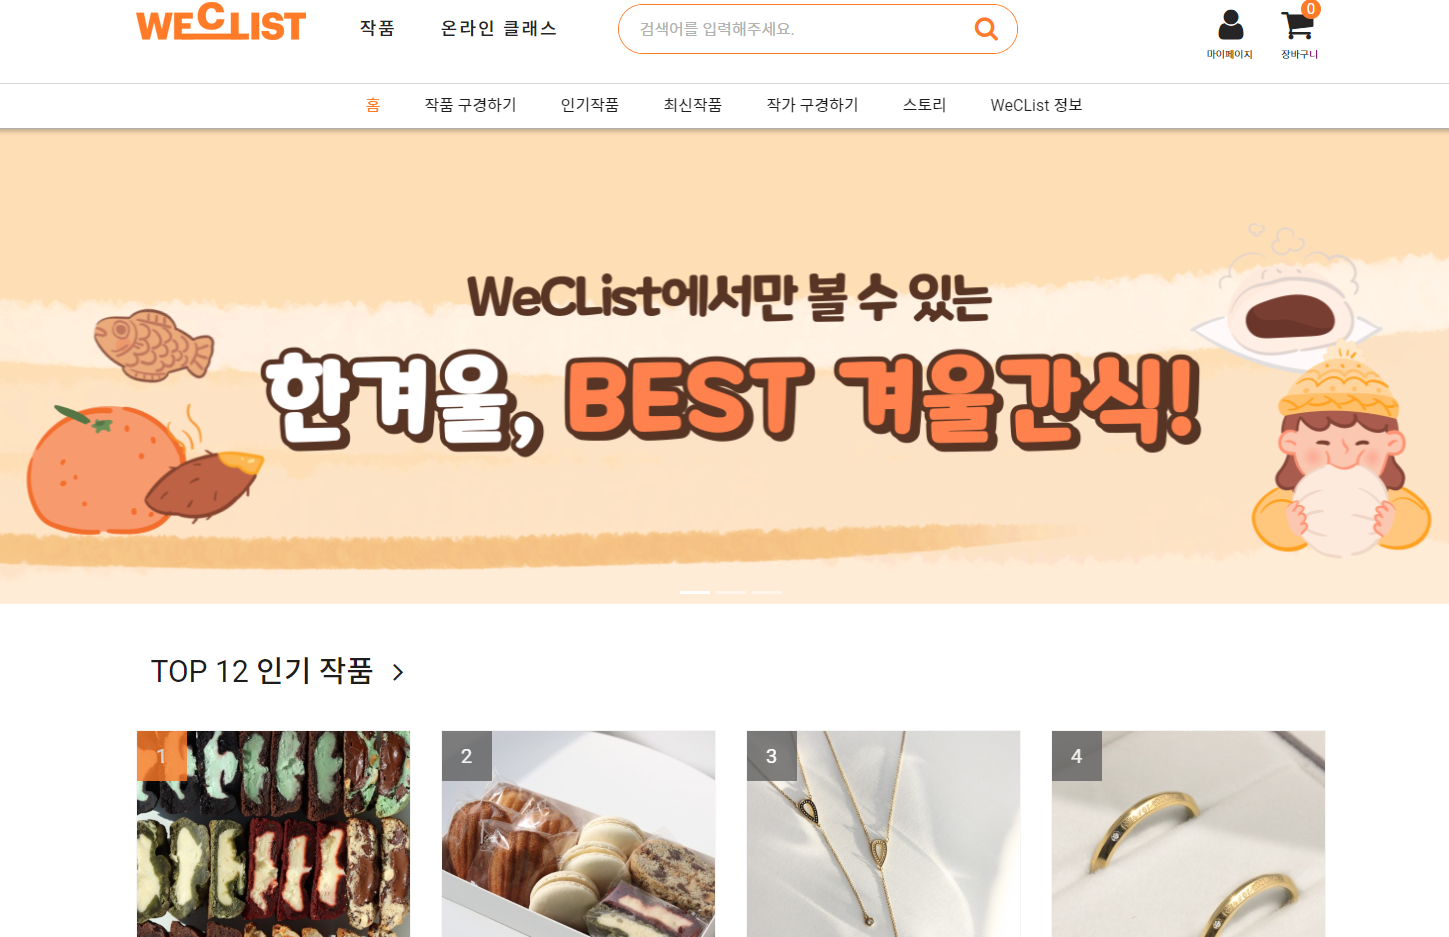 WECLIST
작품
온라인 클래스
검색어를 입력해주세요.
마이페이지
0
장바구니
홈
작품 구경하기
인기작품
최신작품
작가 구경하기
스토리
WeCList 정보
WeCList에서만 볼 수 있는
한겨울, BEST 겨울간식!
TOP 12 인기 작품
1
2
3
4